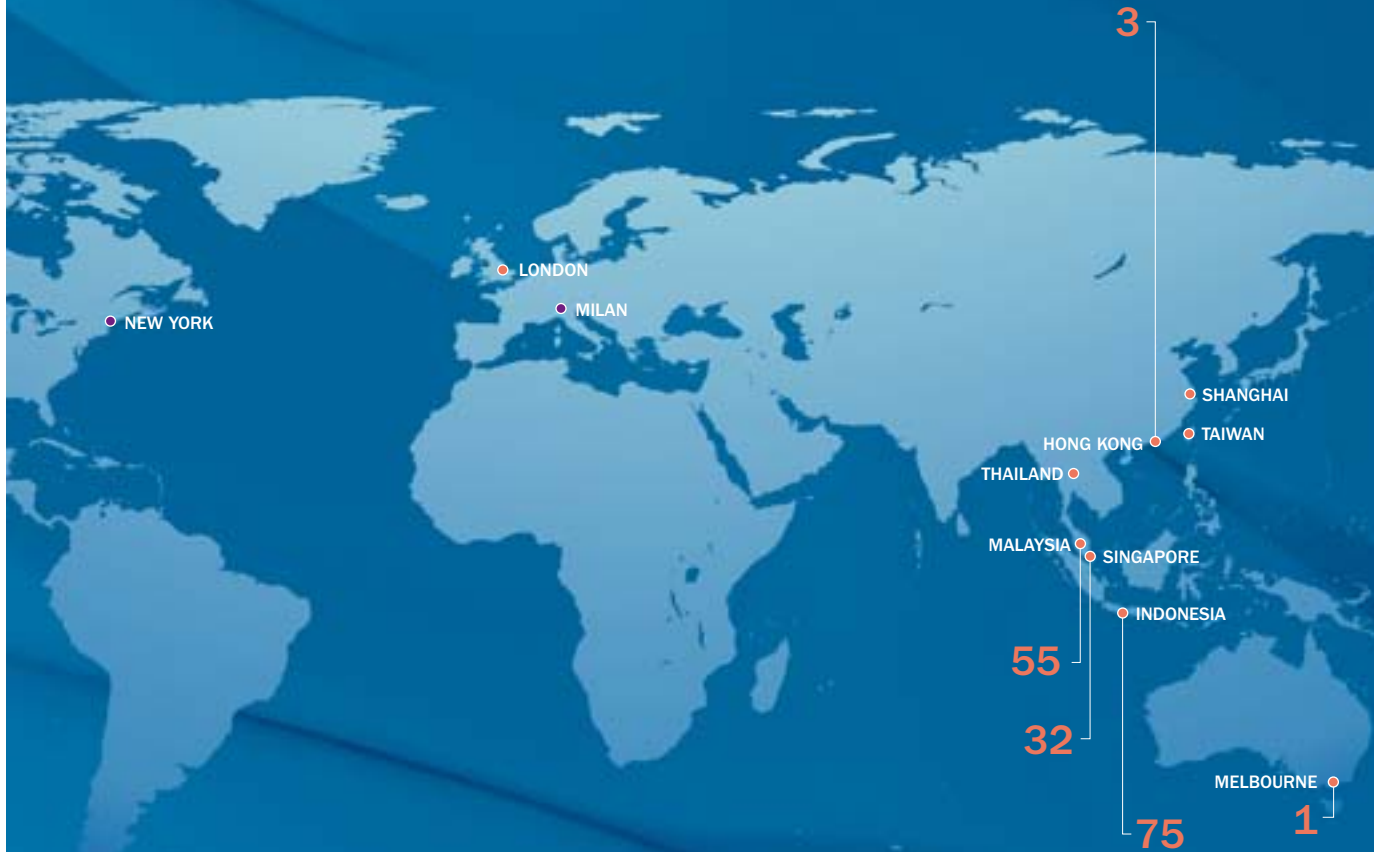 3
LONDON
MILAN
NEW YORK
SHANGHAI
TAIWAN
HONG KONG
THAILAND
MALAYSIA
SINGAPORE
INDONESIA
55
32
MELBOURNE
1
75